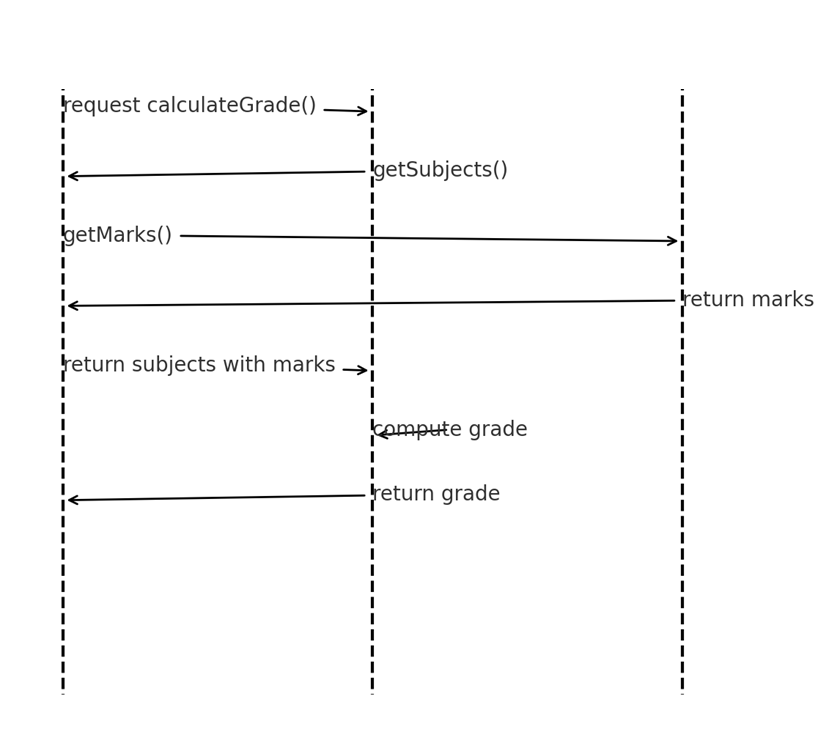 request calculateGrade()
getSubjects()
getMarks()
return marks
return subjects with marks
compute grade
return grade